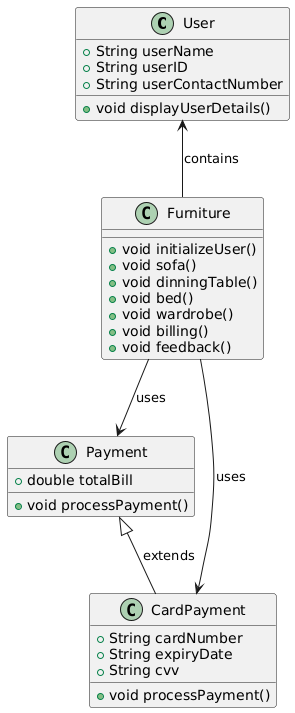 C User
String userName
String userID
String userContactNumber
void displayUserDetails()
contains
C Furniture
void initializeUser()
void sofa()
void dinningTable()
void bed()
void wardrobe()
void billing()
void feedback()
uses
uses
C Payment
double totalBill
void processPayment()
extends
C CardPayment
String cardNumber
String expiryDate
String cvv
void processPayment()